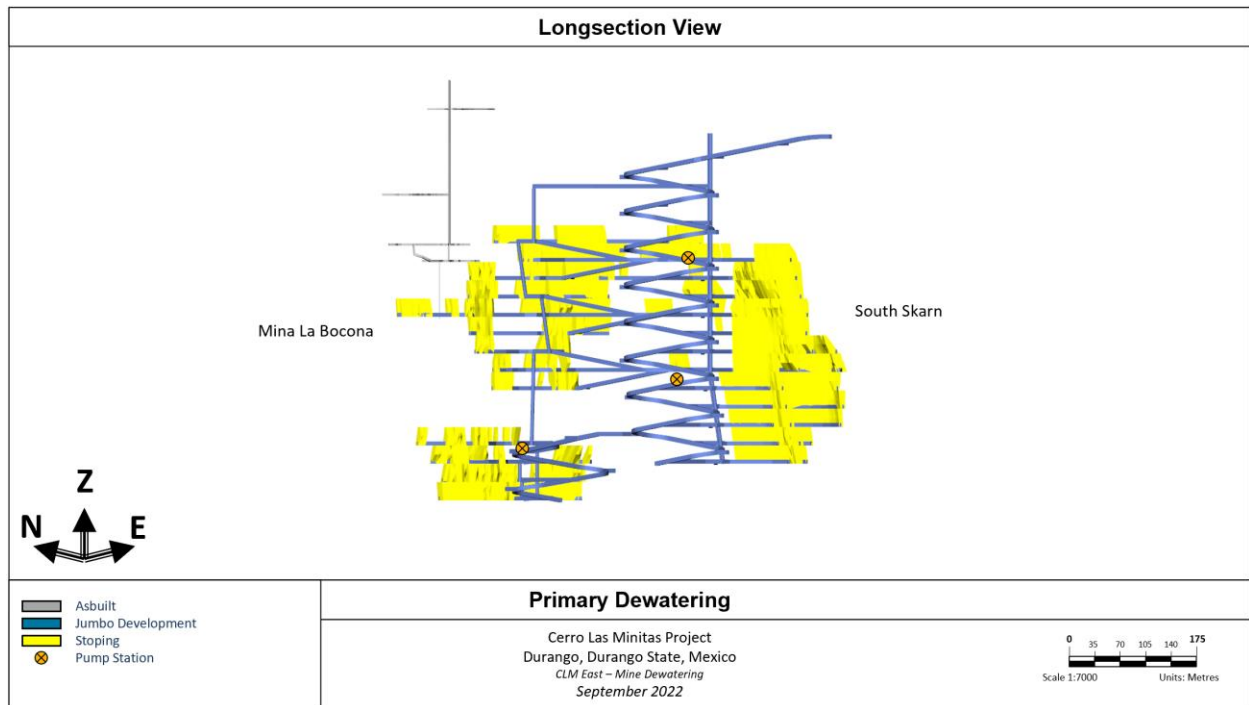 Longsection View
Mina La Bocona
South Skarn
Z
N
E
Asbuilt
Jumbo Development
Stoping
Pump Station
Primary Dewatering
Cerro Las Minitas Project
Durango, Durango State, Mexico
CLM East – Mine Dewatering
September 2022
0 35 70 105 140 175
Scale 1:7000 Units: Metres